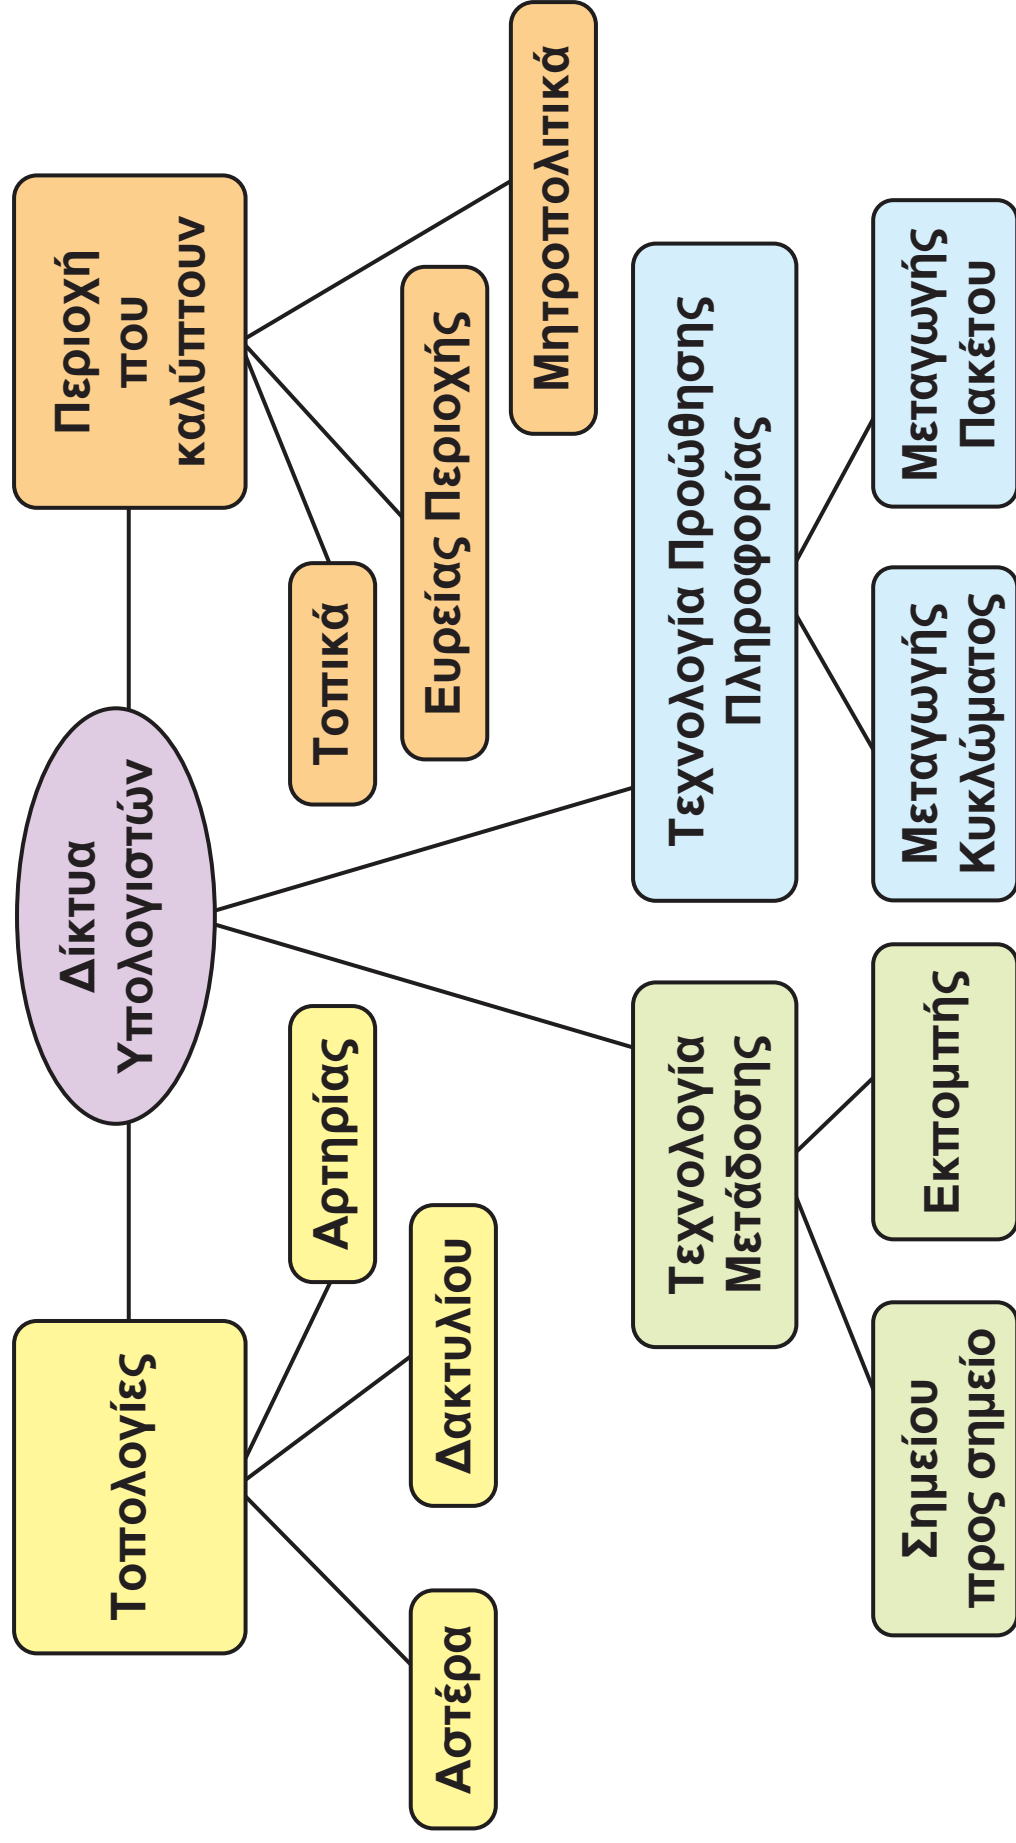 Δίκτυα
Υπολογιστών
Τοπολογίες
Αστέρα
Δακτυλίου
Αρτηρίας
Περιοχή
που
καλύπτουν
Τοπικά
Ευρείας Περιοχής
Μητροπολιτικά
Τεχνολογία
Μετάδοσης
Σημείου
προς σημείο
Εκπομπής
Τεχνολογία Προώθησης
Πληροφορίας
Μεταγωγής
Κυκλώματος
Μεταγωγής
Πακέτου